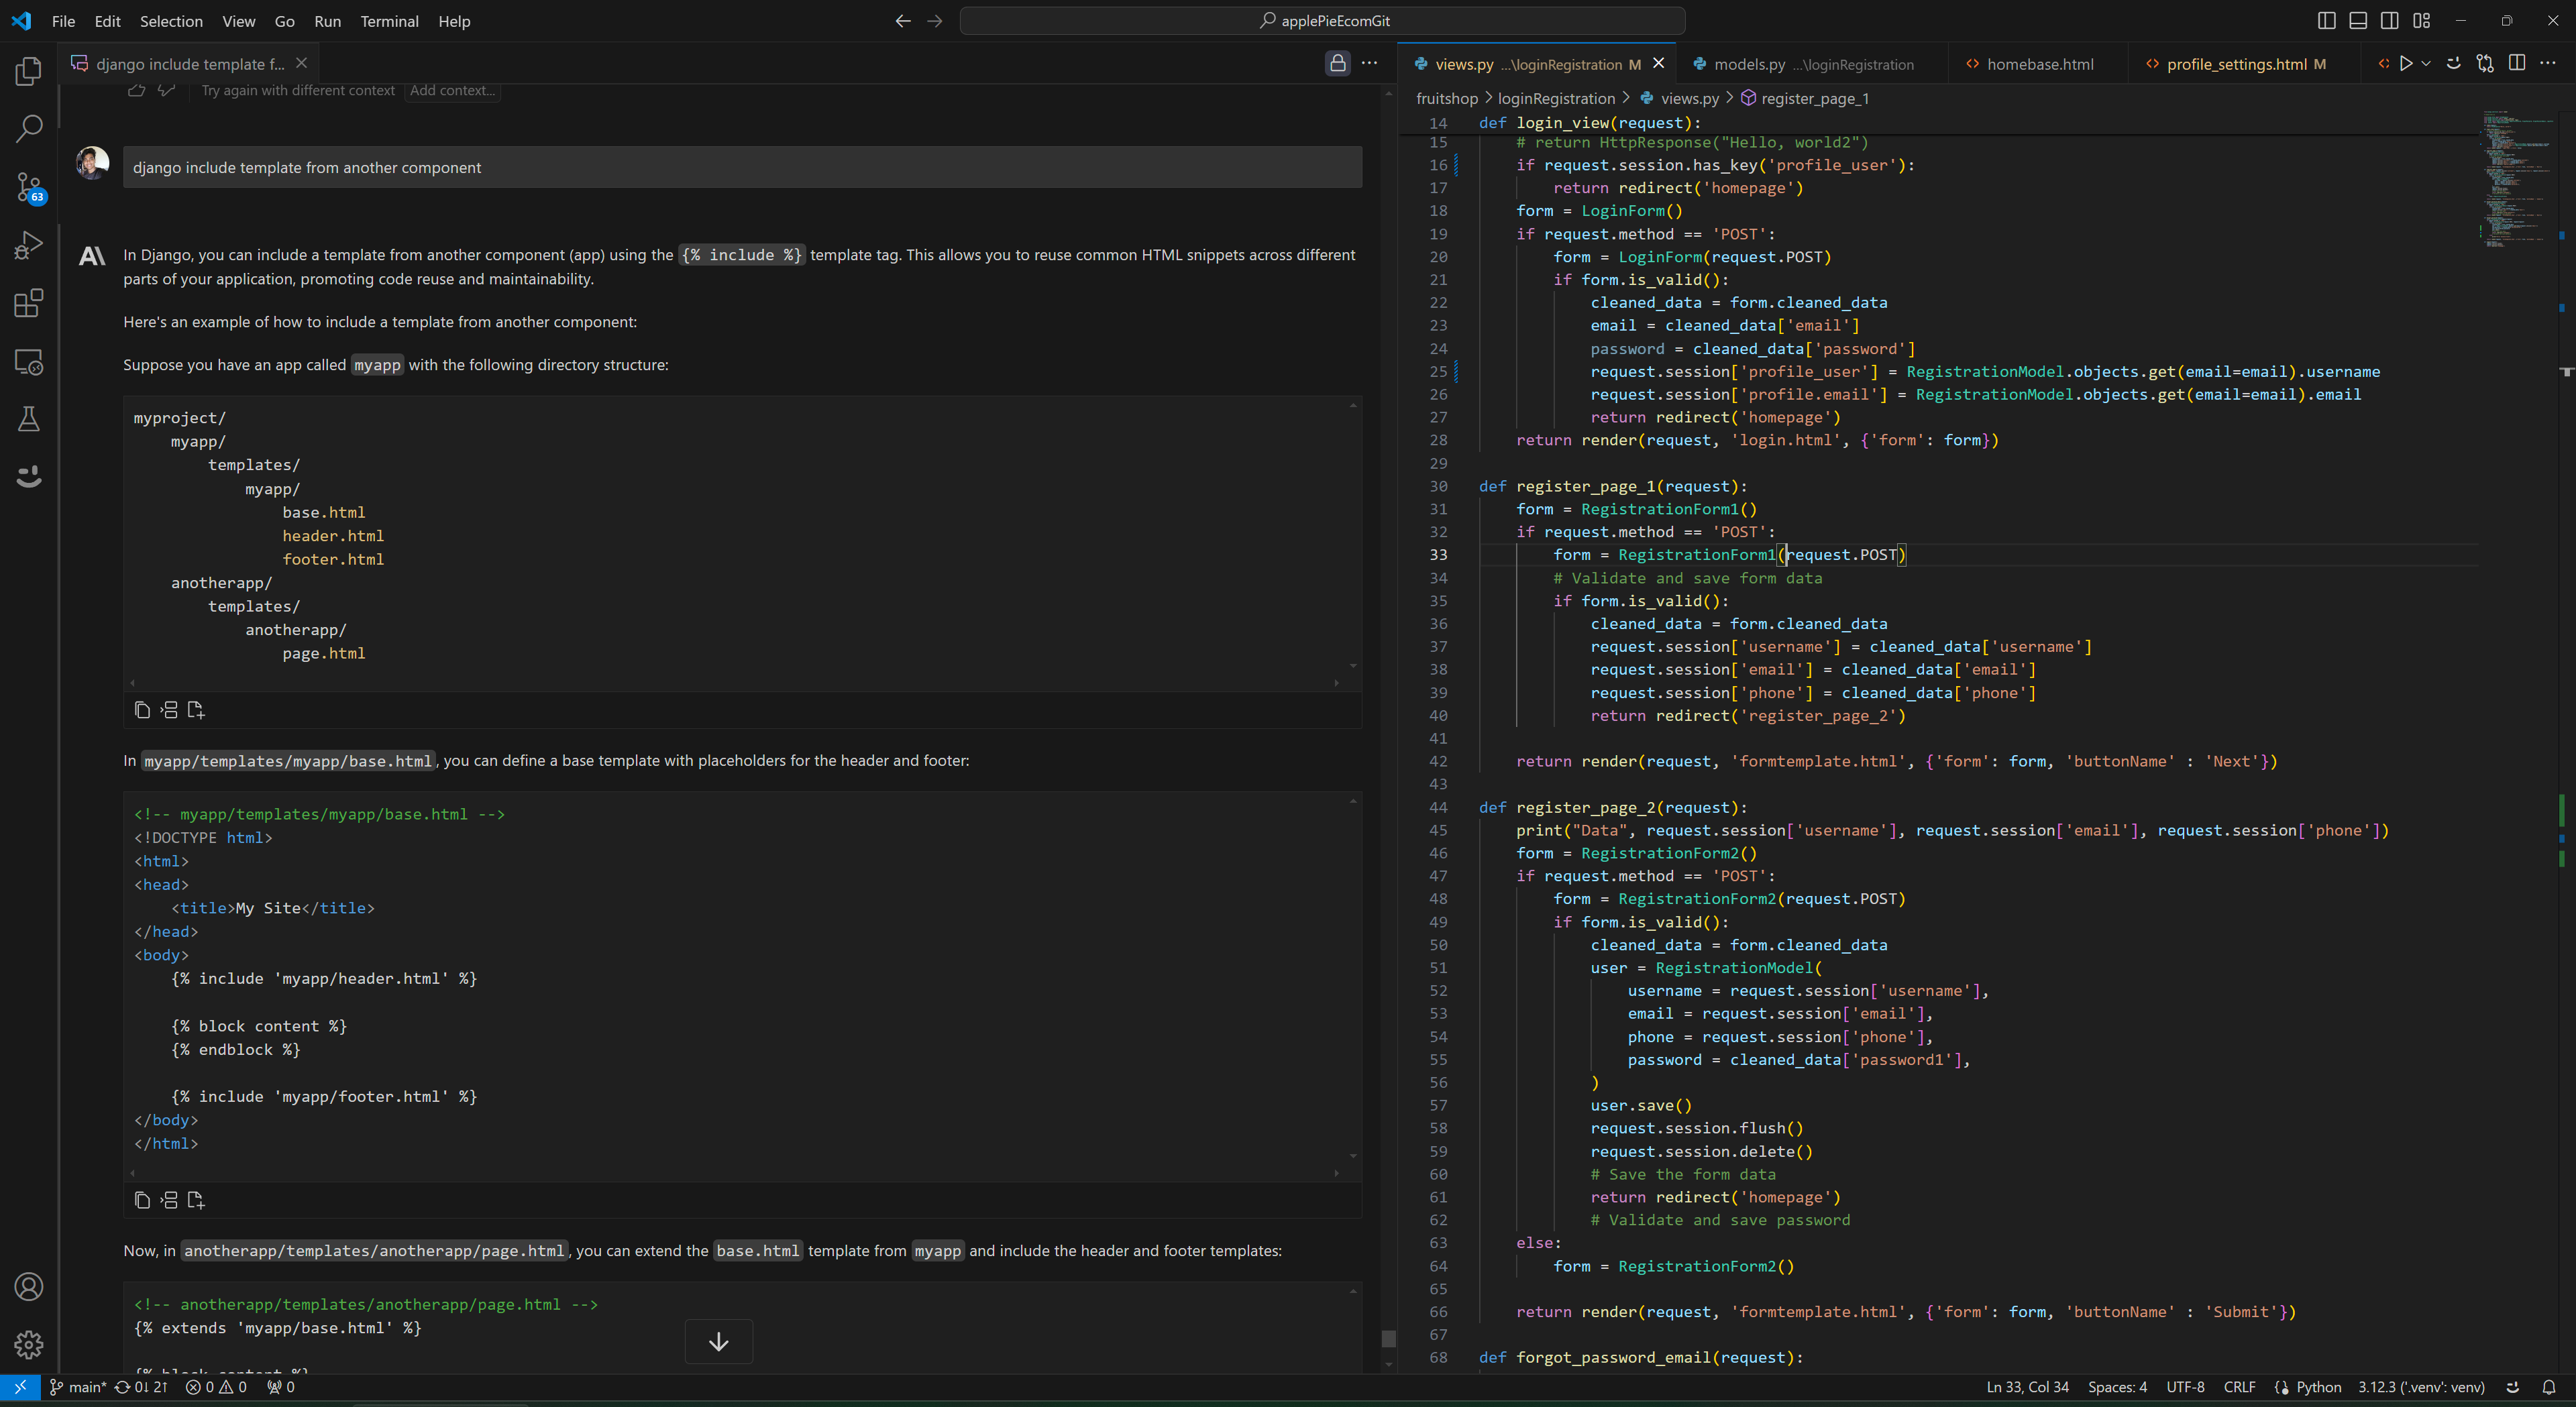 File Edit Selection View Go Run Terminal Help
applePieEcomGit
django include template f...
Try again with different context Add context...
django include template from another component
In Django, you can include a template from another component (app) using the {% include %} template tag. This allows you to reuse common HTML snippets across different
parts of your application, promoting code reuse and maintainability.
Here's an example of how to include a template from another component:
Suppose you have an app called myapp with the following directory structure:
myproject/
myapp/
templates/
myapp/
base.html
header.html
footer.html
anotherapp/
templates/
anotherapp/
page.html
In myapp/templates/myapp/base.html, you can define a base template with placeholders for the header and footer:
<!-- myapp/templates/myapp/base.html -->
<!DOCTYPE html>
<html>
<head>
<title>My Site</title>
</head>
<body>
{% include 'myapp/header.html' %}
{% block content %}
{% endblock %}
{% include 'myapp/footer.html' %}
</body>
</html>
Now, in anotherapp/templates/anotherapp/page.html, you can extend the base.html template from myapp and include the header and footer templates:
<!-- anotherapp/templates/anotherapp/page.html -->
{% extends 'myapp/base.html' %}
{% block content %}
63
views.py ...\loginRegistration M
models.py ...\loginRegistration
homebase.html
profile_settings.html M
fruitshop > loginRegistration > views.py > register_page_1
14 def login_view(request):
15 # return HttpResponse("Hello, world2")
16 if request.session.has_key('profile_user'):
17 return redirect('homepage')
18 form = LoginForm()
19 if request.method == 'POST':
20 form = LoginForm(request.POST)
21 if form.is_valid():
22 cleaned_data = form.cleaned_data
23 email = cleaned_data['email']
24 password = cleaned_data['password']
25 request.session['profile_user'] = RegistrationModel.objects.get(email=email).username
26 request.session['profile.email'] = RegistrationModel.objects.get(email=email).email
27 return redirect('homepage')
28 return render(request, 'login.html', {'form': form})
29
30 def register_page_1(request):
31 form = RegistrationForm1()
32 if request.method == 'POST':
33 form = RegistrationForm1(request.POST)
34 # Validate and save form data
35 if form.is_valid():
36 cleaned_data = form.cleaned_data
37 request.session['username'] = cleaned_data['username']
38 request.session['email'] = cleaned_data['email']
39 request.session['phone'] = cleaned_data['phone']
40 return redirect('register_page_2')
41
42 return render(request, 'formtemplate.html', {'form': form, 'buttonName' : 'Next'})
43
44 def register_page_2(request):
45 print("Data", request.session['username'], request.session['email'], request.session['phone'])
46 form = RegistrationForm2()
47 if request.method == 'POST':
48 form = RegistrationForm2(request.POST)
49 if form.is_valid():
50 cleaned_data = form.cleaned_data
51 user = RegistrationModel(
52 username = request.session['username'],
53 email = request.session['email'],
54 phone = request.session['phone'],
55 password = cleaned_data['password1'],
56 )
57 user.save()
58 request.session.flush()
59 request.session.delete()
60 # Save the form data
61 return redirect('homepage')
62 # Validate and save password
63 else:
64 form = RegistrationForm2()
65
66 return render(request, 'formtemplate.html', {'form': form, 'buttonName' : 'Submit'})
67
68 def forgot_password_email(request):
main* 0↓ 2↑ 0 0 0
Ln 33, Col 34 Spaces: 4 UTF-8 CRLF Python 3.12.3 ('.venv': venv)